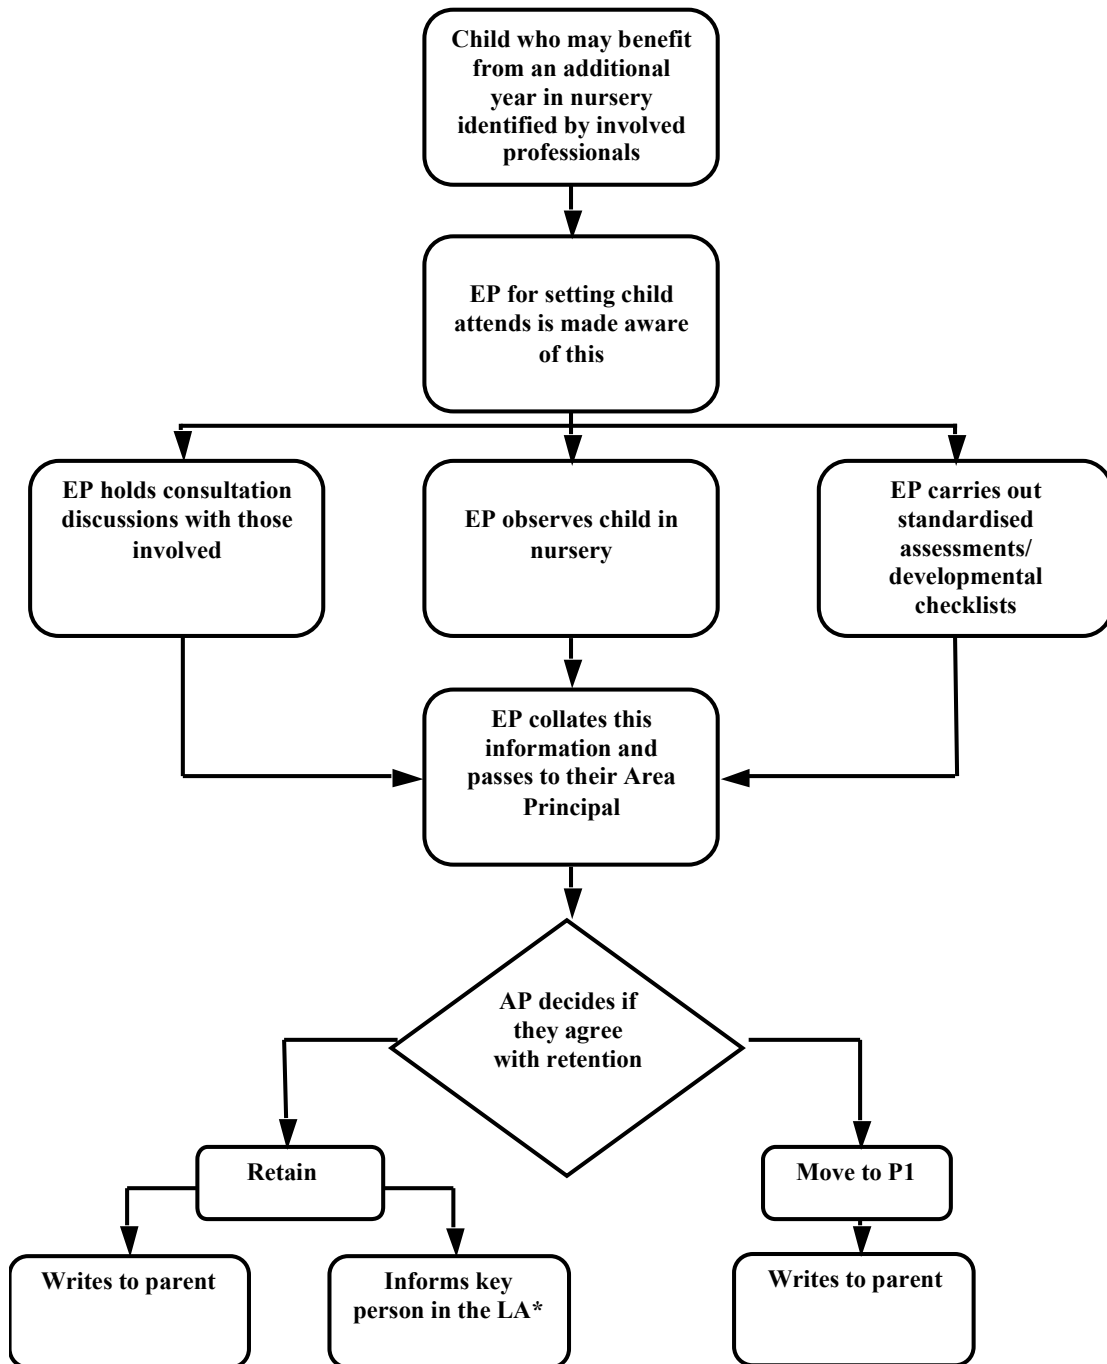 Child who may benefit
from an additional
year in nursery
identified by involved
professionals
EP for setting child
attends is made aware
of this
EP holds consultation
discussions with those
involved
EP observes child in
nursery
EP carries out
standardised
assessments/
developmental
checklists
EP collates this
information and
passes to their Area
Principal
AP decides if
they agree
with retention
Retain
Move to P1
Writes to parent
Informs key
person in the LA*
Writes to parent